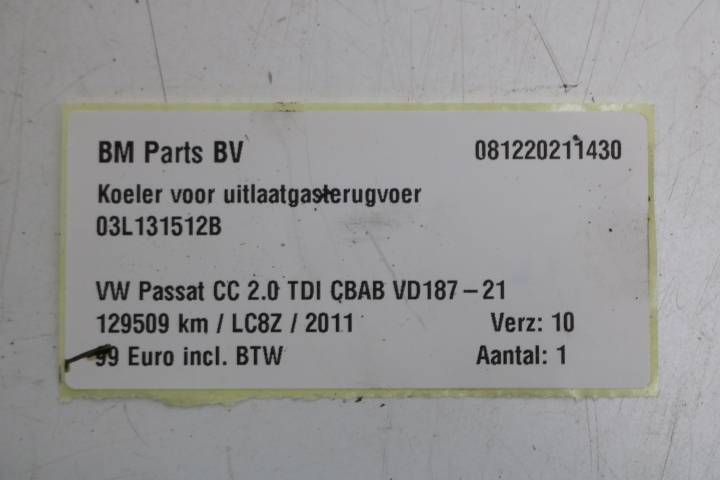 BM Parts BV 081220211430
Koeler voor uitlaatgasterugvoer
03L131512B
VW Passat CC 2.0 TDI CBAB VD187-21
129509 km / LC8Z / 2011 Verz: 10
99 Euro incl. BTW Aantal: 1